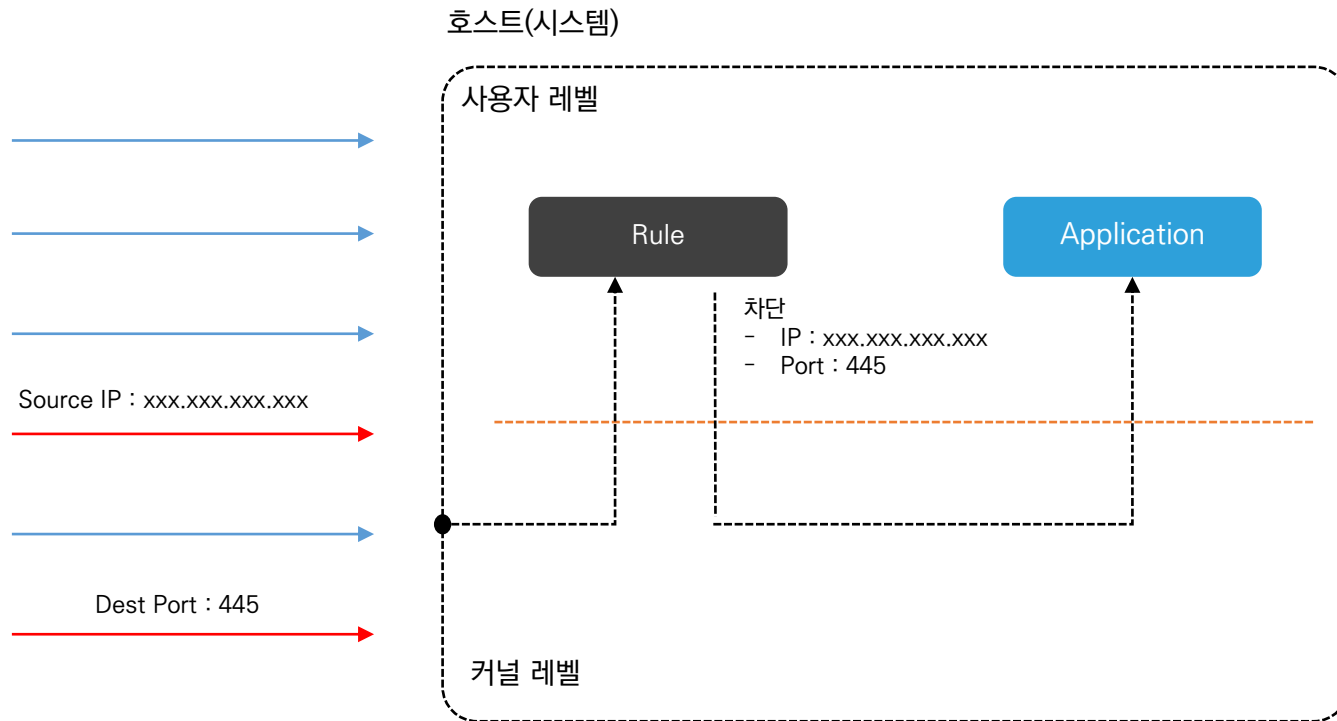 호스트(시스템)
사용자 레벨
Rule
Application
차단
- IP : xxx.xxx.xxx.xxx
- Port : 445
Source IP : xxx.xxx.xxx.xxx
Dest Port : 445
커널 레벨